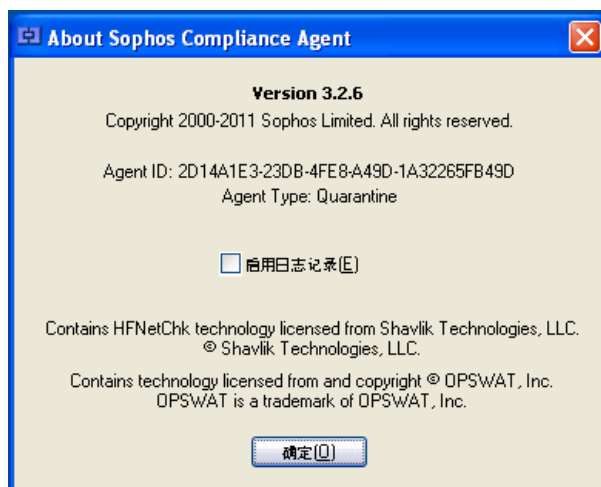 About Sophos Compliance Agent
Version 3.2.6
Copyright 2000-2011 Sophos Limited. All rights reserved.
Agent ID: 2D14A1E3-23DB-4FE8-A49D-1A32265FB49D
Agent Type: Quarantine
启用日志记录(E)
Contains HFNetChk technology licensed from Shavlik Technologies, LLC.
© Shavlik Technologies, LLC.
Contains technology licensed from and copyright © OPSWAT, Inc.
OPSWAT is a trademark of OPSWAT, Inc.
确定(O)